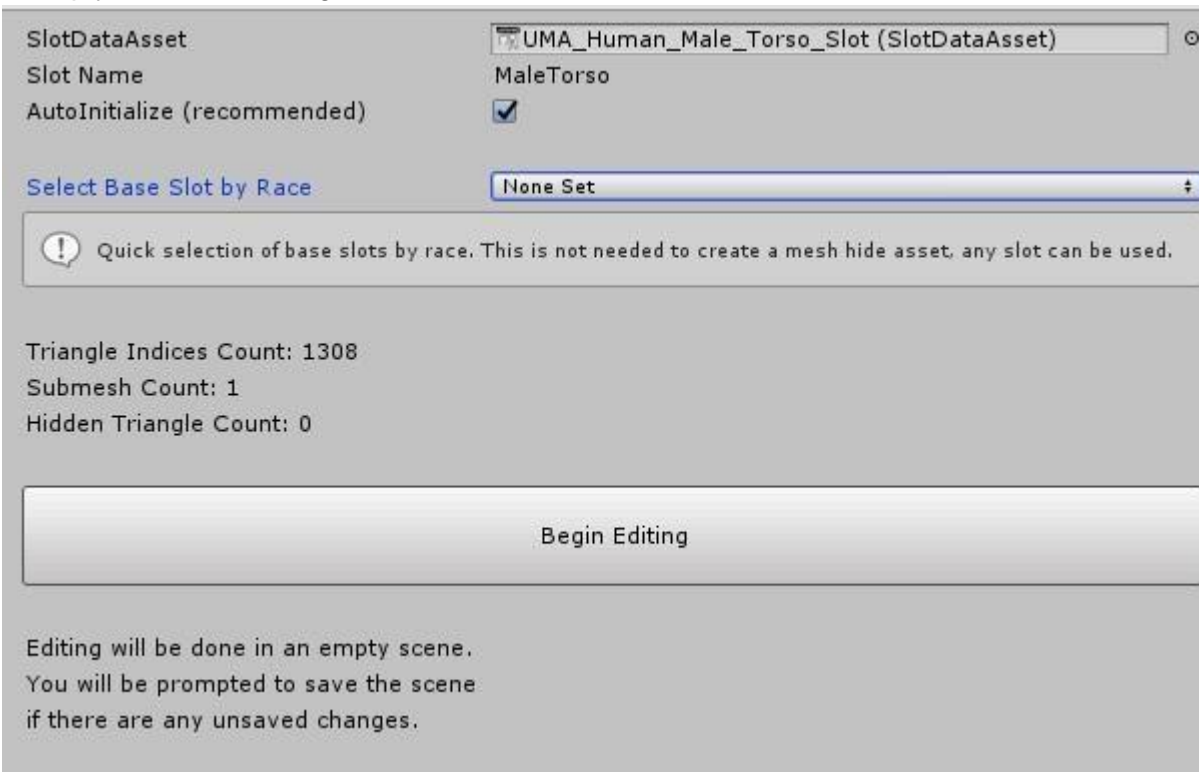 SlotDataAsset UMA_Human_Male_Torso_Slot (SlotDataAsset)
Slot Name MaleTorso
AutoInitialize (recommended)
Select Base Slot by Race None Set
Quick selection of base slots by race. This is not needed to create a mesh hide asset, any slot can be used.
Triangle Indices Count: 1308
Submesh Count: 1
Hidden Triangle Count: 0
Begin Editing
Editing will be done in an empty scene.
You will be prompted to save the scene
if there are any unsaved changes.